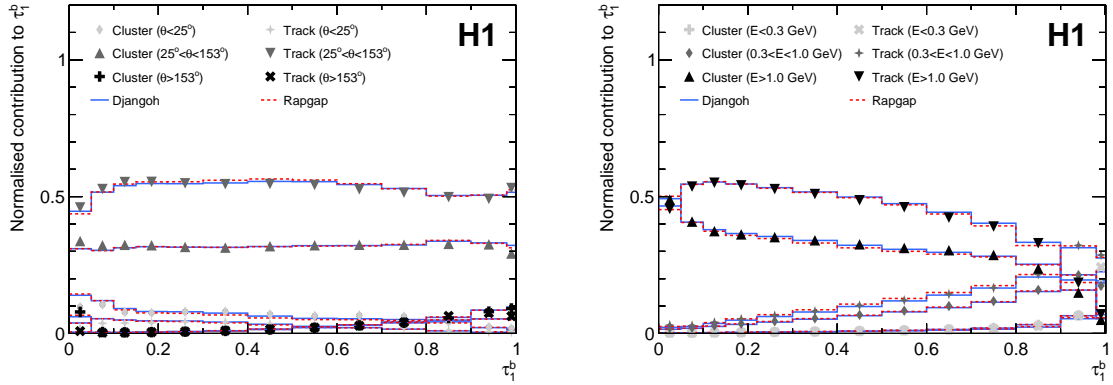 Normalised contribution to τ₁ᵇ
1
0.5
0
H1
Cluster (θ<25°)
Track (θ<25°)
Cluster (25°<θ<153°)
Track (25°<θ<153°)
Cluster (θ>153°)
Track (θ>153°)
Djangoh
Rapgap
0 0.2 0.4 0.6 0.8 1
τ₁ᵇ
Normalised contribution to τ₁ᵇ
1
0.5
0
H1
Cluster (E<0.3 GeV)
Track (E<0.3 GeV)
Cluster (0.3<E<1.0 GeV)
Track (0.3<E<1.0 GeV)
Cluster (E>1.0 GeV)
Track (E>1.0 GeV)
Djangoh
Rapgap
0 0.2 0.4 0.6 0.8 1
τ₁ᵇ